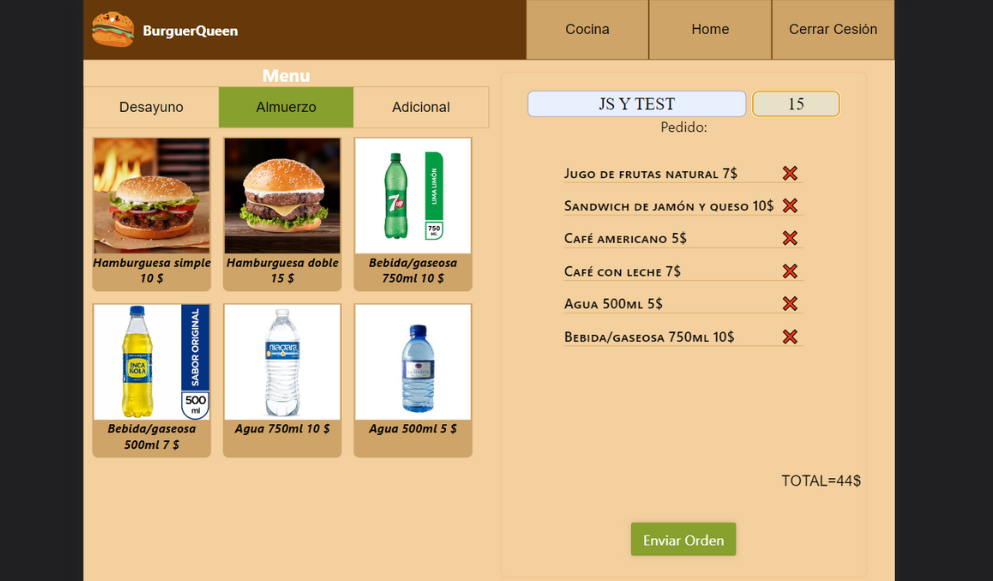 BurguerQueen
Cocina
Home
Cerrar Cesión
Menu
Desayuno
Almuerzo
Adicional
Hamburguesa simple
10 $
Hamburguesa doble
15 $
7up
LIMA LIMÓN
750
ML
Bebida/gaseosa
750ml 10 $
INCA
KOLA
SABOR ORIGINAL
500
ml
Bebida/gaseosa
500ml 7 $
niagara
Agua 750ml 10 $
Agua 500ml 5 $
JS Y TEST
15
Pedido:
Jugo de frutas natural 7$
Sandwich de jamón y queso 10$
Café americano 5$
Café con leche 7$
Agua 500ml 5$
Bebida/gaseosa 750ml 10$
TOTAL=44$
Enviar Orden